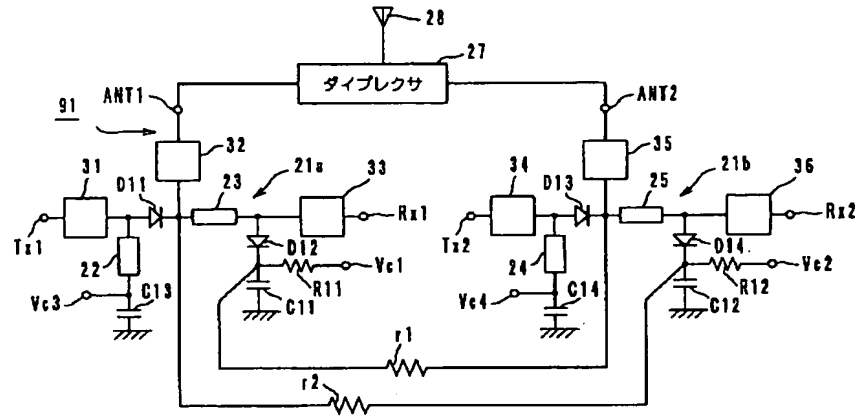 28
27
ダイプレクサ
ANT1
ANT2
91
32
35
31
D11
23
21a
33
34
D13
25
21b
36
Tx1
Rx1
Tx2
Rx2
22
D12
Vc1
24
D14
Vc2
Vc3
C13
C11
R11
Vc4
C14
C12
R12
r1
r2